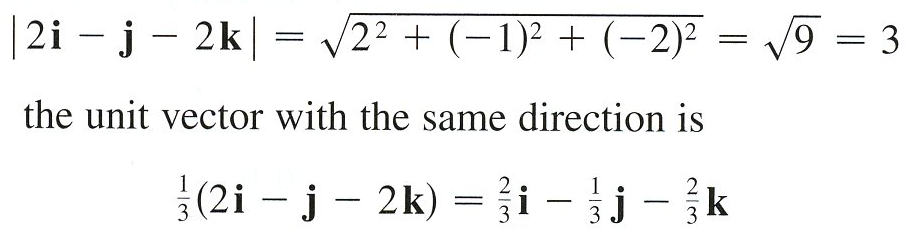 |2i − j − 2k| = √2² + (−1)² + (−2)² = √9 = 3
the unit vector with the same direction is
⅓(2i − j − 2k) = ⅔i − ⅓j − ⅔k